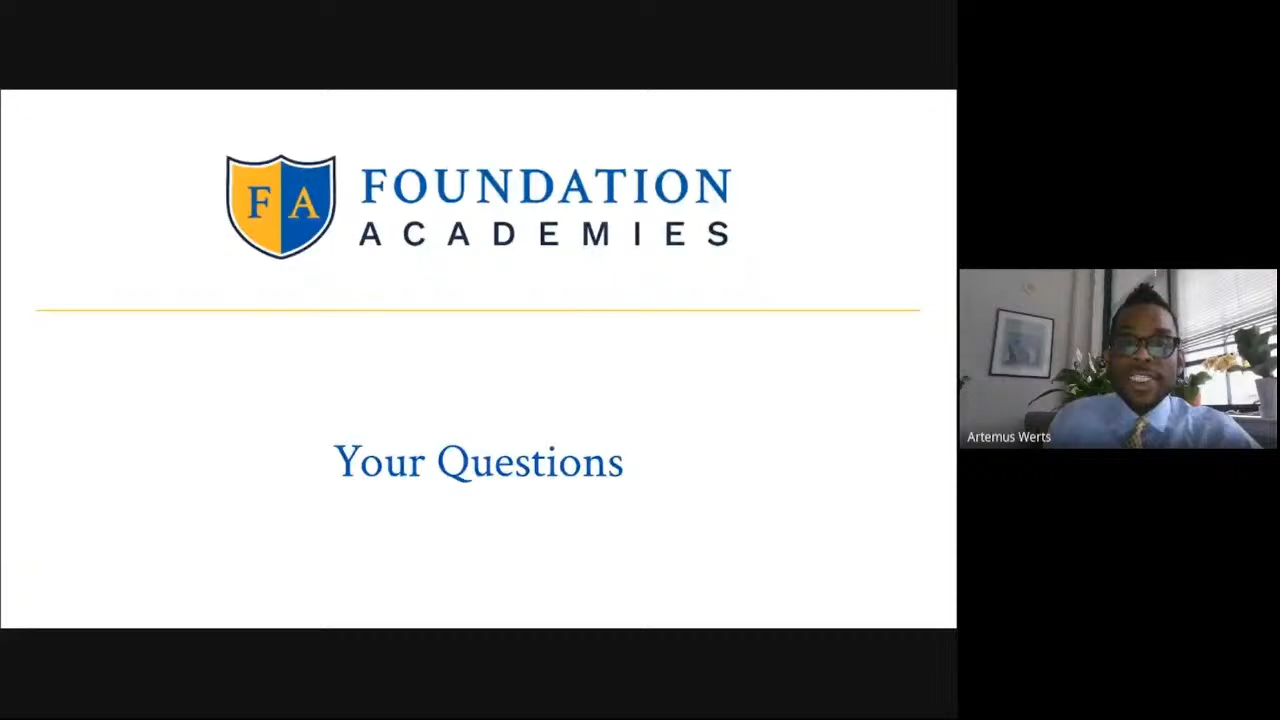 F A
FOUNDATION
ACADEMIES
Your Questions
Artemus Werts